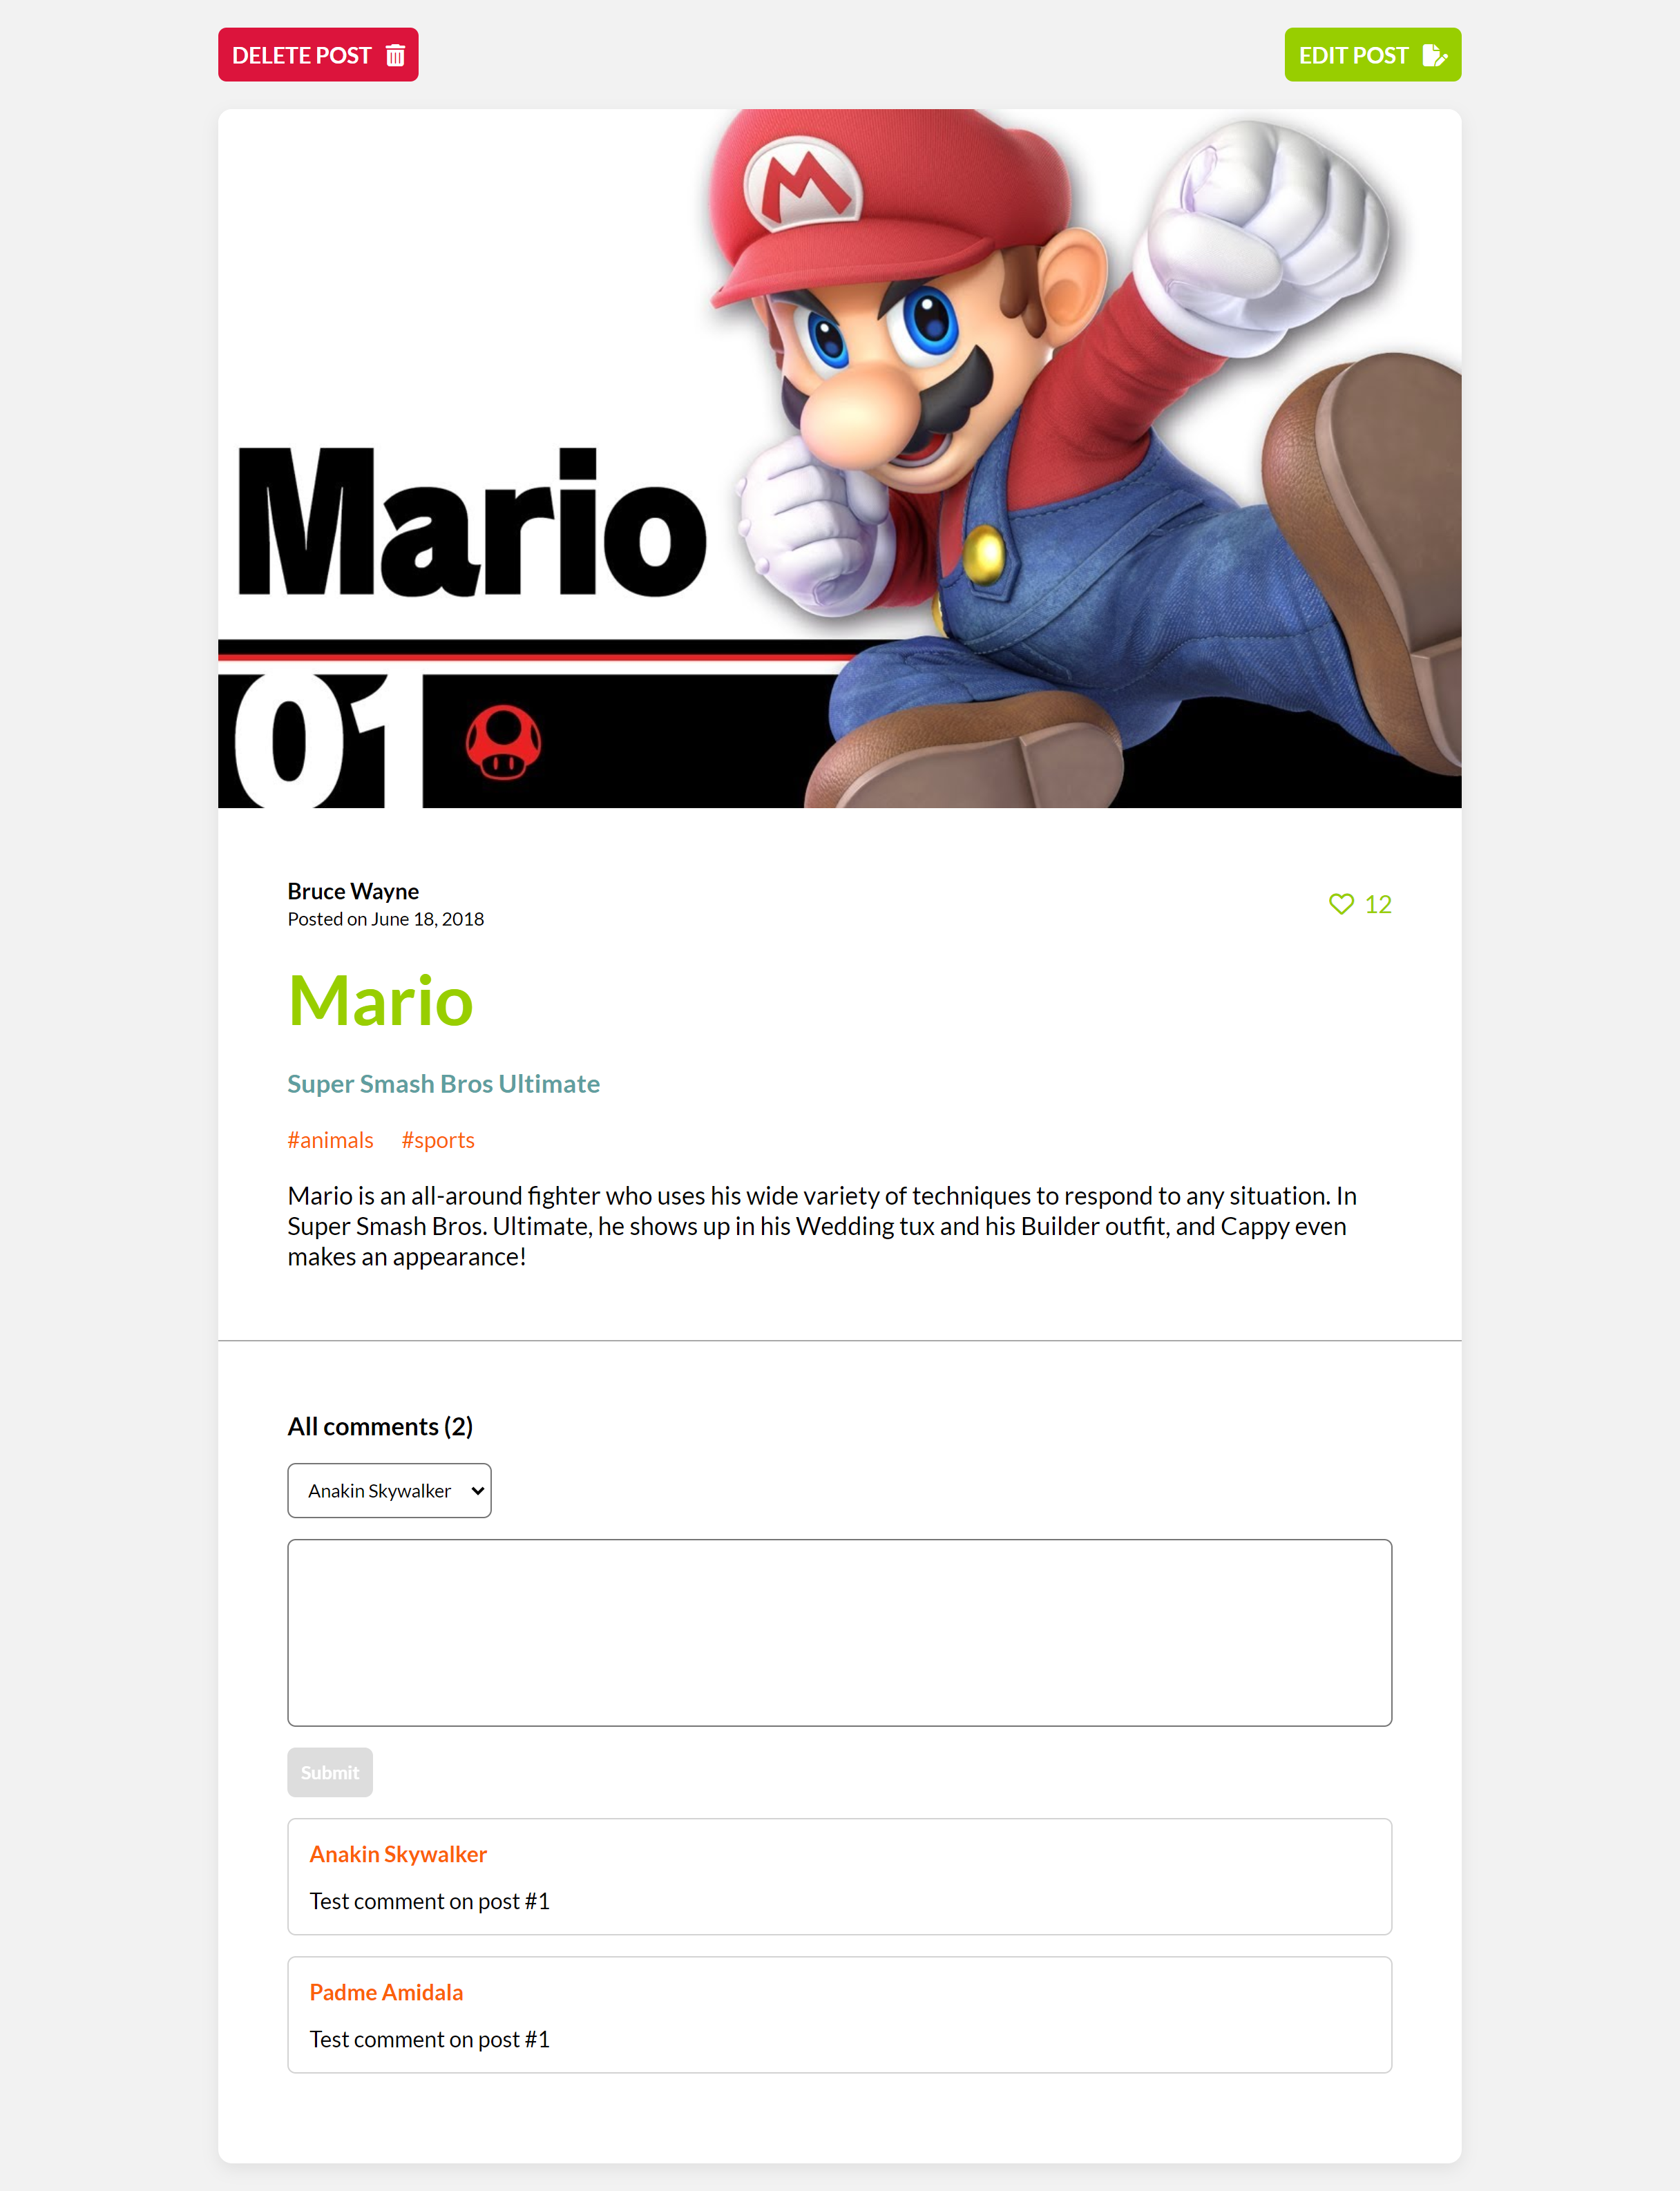 DELETE POST
EDIT POST
M
Mario
01
Bruce Wayne
Posted on June 18, 2018
12
Mario
Super Smash Bros Ultimate
#animals #sports
Mario is an all-around fighter who uses his wide variety of techniques to respond to any situation. In
Super Smash Bros. Ultimate, he shows up in his Wedding tux and his Builder outfit, and Cappy even
makes an appearance!
All comments (2)
Anakin Skywalker
Submit
Anakin Skywalker
Test comment on post #1
Padme Amidala
Test comment on post #1